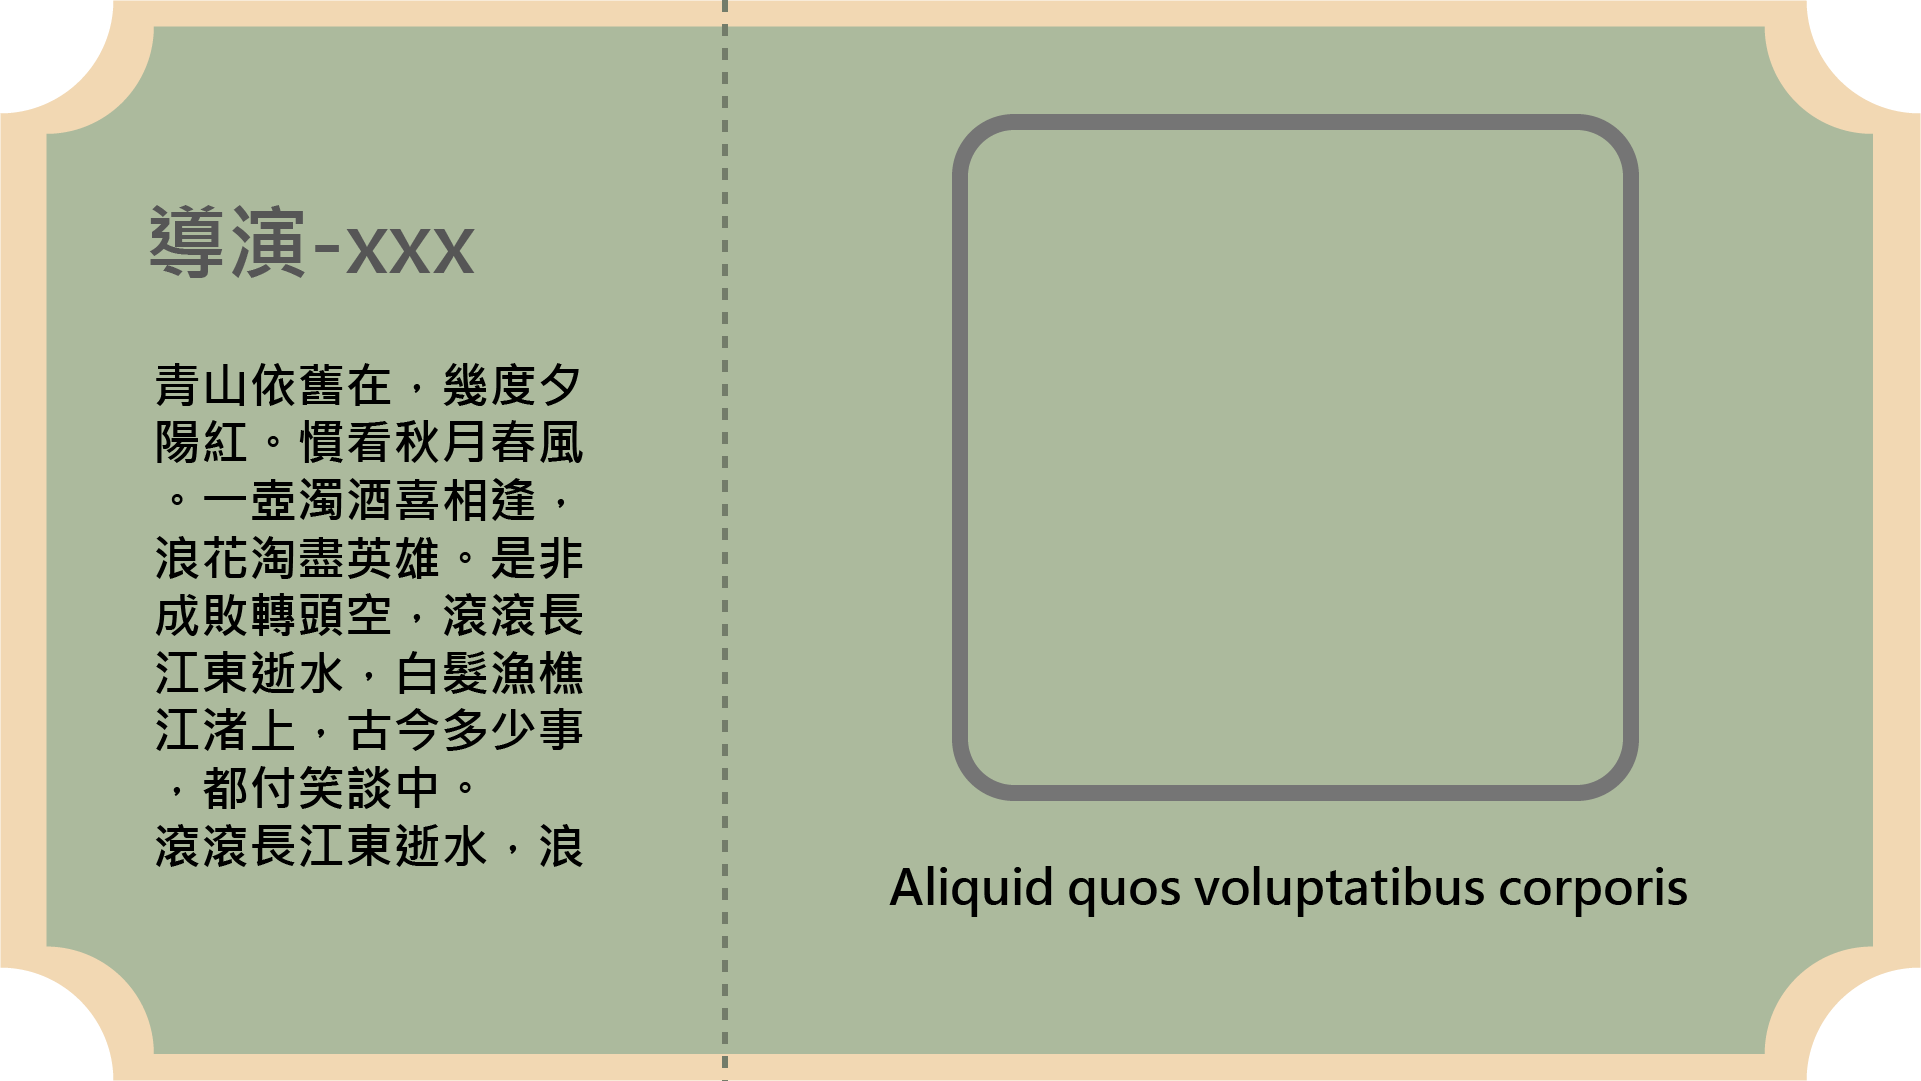 導演-xxx
青山依舊在，幾度夕
陽紅。慣看秋月春風
。一壺濁酒喜相逢，
浪花淘盡英雄。是非
成敗轉頭空，滾滾長
江東逝水，白髮漁樵
江渚上，古今多少事
，都付笑談中。
滾滾長江東逝水，浪
Aliquid quos voluptatibus corporis